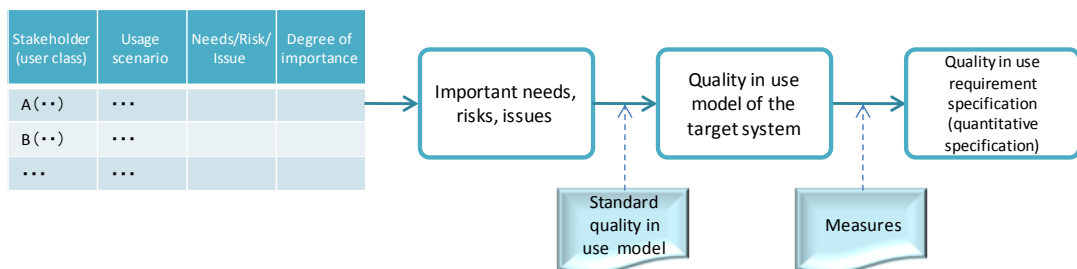 Stakeholder
(user class)
Usage
scenario
Needs/Risk/
Issue
Degree of
importance
A(・・)
・・・
B(・・)
・・・
・・・
・・・
Important needs,
risks, issues
Quality in use
model of the
target system
Quality in use
requirement
specification
(quantitative
specification)
Standard
quality in
use model
Measures